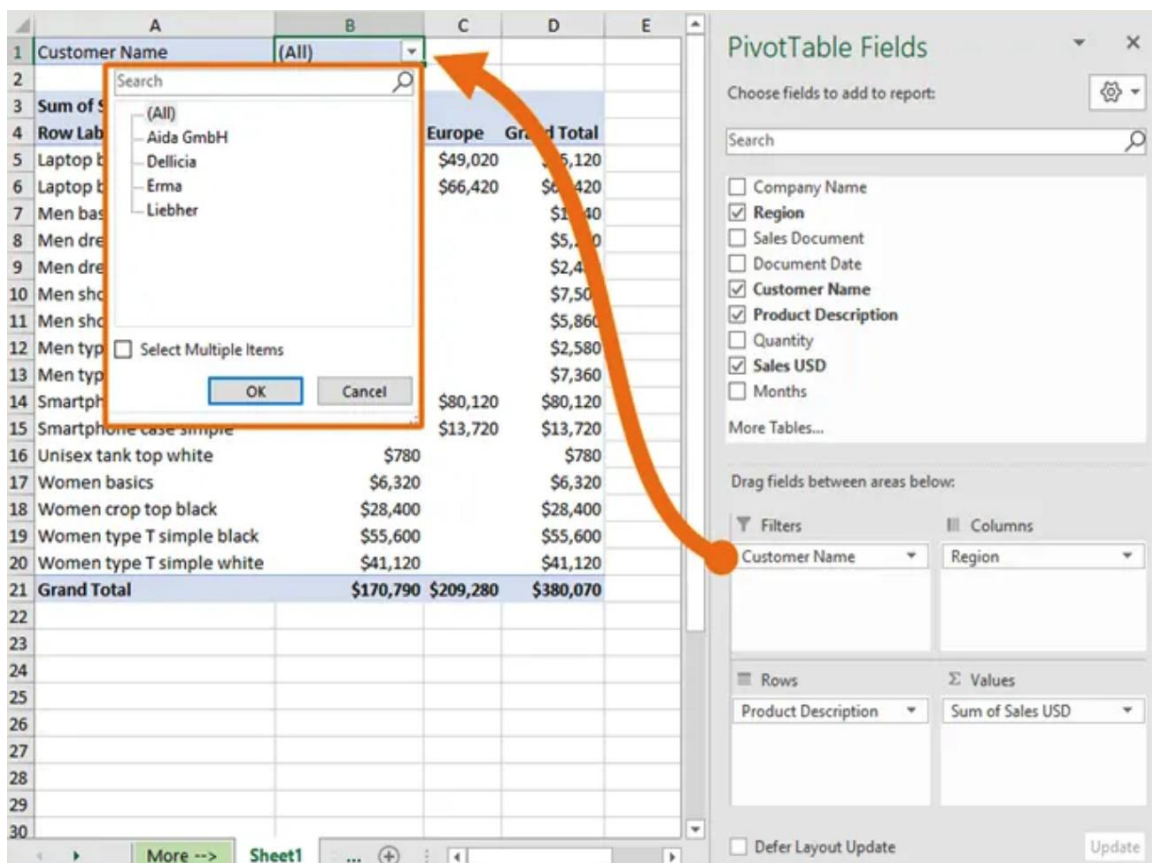 A B C D E
1 Customer Name (All)
2
3 Sum of S
4 Row Lab Europe Grand Total
5 Laptop b $49,020
6 Laptop b $66,420
7 Men bas
8 Men dre
9 Men dre
10 Men sho
11 Men sho $5,860
12 Men typ $2,580
13 Men typ $7,360
14 Smartph $80,120 $80,120
15 Smartphone case simple $13,720 $13,720
16 Unisex tank top white $780 $780
17 Women basics $6,320 $6,320
18 Women crop top black $28,400 $28,400
19 Women type T simple black $55,600 $55,600
20 Women type T simple white $41,120 $41,120
21 Grand Total $170,790 $209,280 $380,070
22
23
24
25
26
27
28
29
30
Search
(All)
Aida GmbH
Dellicia
Erma
Liebher
Select Multiple Items
OK Cancel
More --> Sheet1 ...
PivotTable Fields
Choose fields to add to report:
Search
Company Name
Region
Sales Document
Document Date
Customer Name
Product Description
Quantity
Sales USD
Months
More Tables...
Drag fields between areas below:
Filters Columns
Customer Name Region
Rows Σ Values
Product Description Sum of Sales USD
Defer Layout Update Update